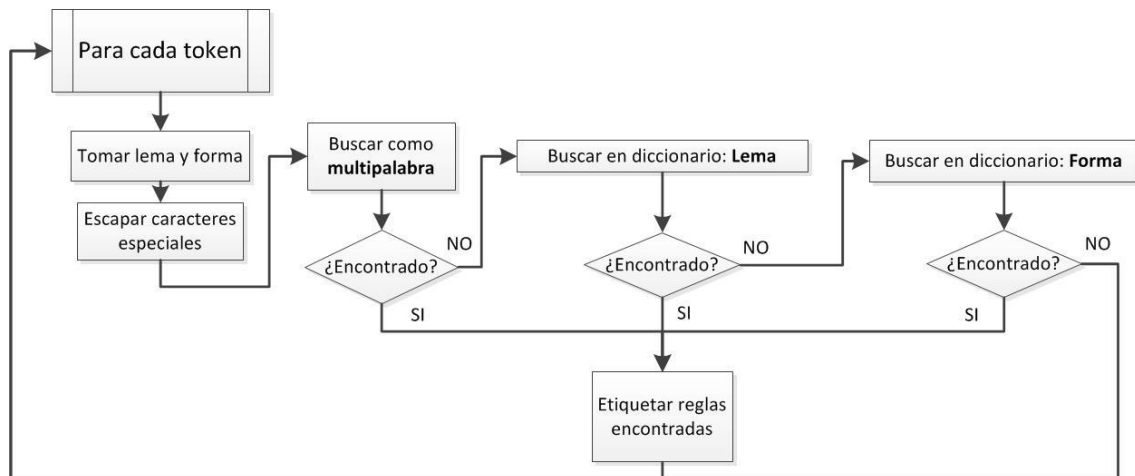 Para cada token
Tomar lema y forma
Escapar caracteres
especiales
Buscar como
multipalabra
¿Encontrado?
NO
SI
Buscar en diccionario: Lema
¿Encontrado?
NO
SI
Buscar en diccionario: Forma
¿Encontrado?
NO
SI
Etiquetar reglas
encontradas